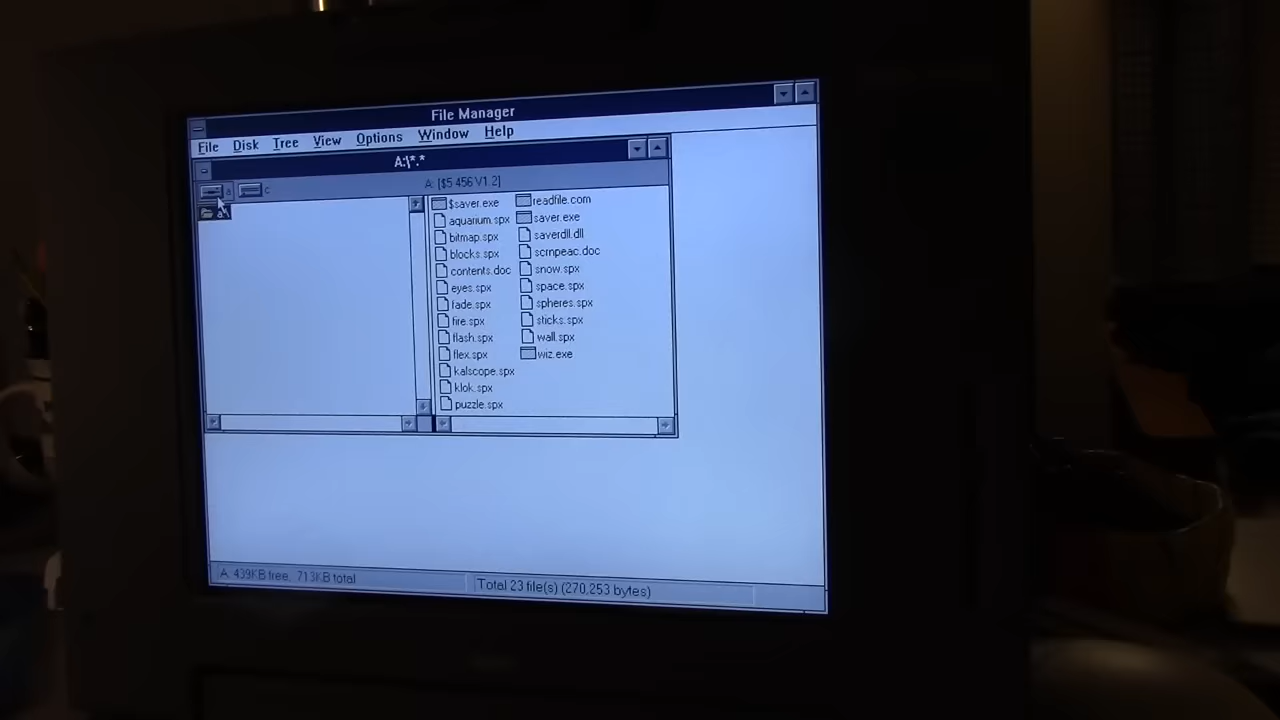 File Manager
File Disk Tree View Options Window Help
A:\*.*
a c
A: [$5 456 V1.2]
a:\
$saver.exe
aquarium.spx
bitmap.spx
blocks.spx
contents.doc
eyes.spx
fade.spx
fire.spx
flash.spx
flex.spx
kalscope.spx
klok.spx
puzzle.spx
readfile.com
saver.exe
saverdll.dll
scrnpeac.doc
snow.spx
space.spx
spheres.spx
sticks.spx
wall.spx
wiz.exe
A: 439KB free, 713KB total
Total 23 file(s) (270,253 bytes)